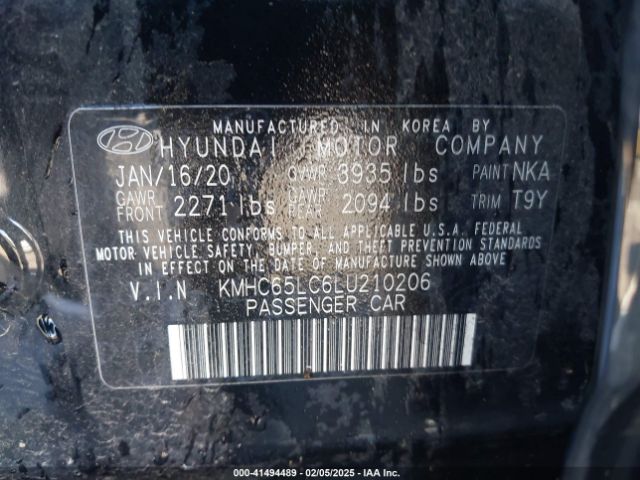 MANUFACTURED IN KOREA BY
HYUNDAI MOTOR COMPANY
JAN/16/20 GVWR 3935 lbs PAINT NKA
GAWR FRONT 2271 lbs GAWR REAR 2094 lbs TRIM T9Y
THIS VEHICLE CONFORMS TO ALL APPLICABLE U.S.A. FEDERAL
MOTOR VEHICLE SAFETY, BUMPER, AND THEFT PREVENTION STANDARDS
IN EFFECT ON THE DATE OF MANUFACTURE SHOWN ABOVE.
V.I.N KMHC65LC6LU210206
PASSENGER CAR
000-41494489 - 02/05/2025 - IAA Inc.